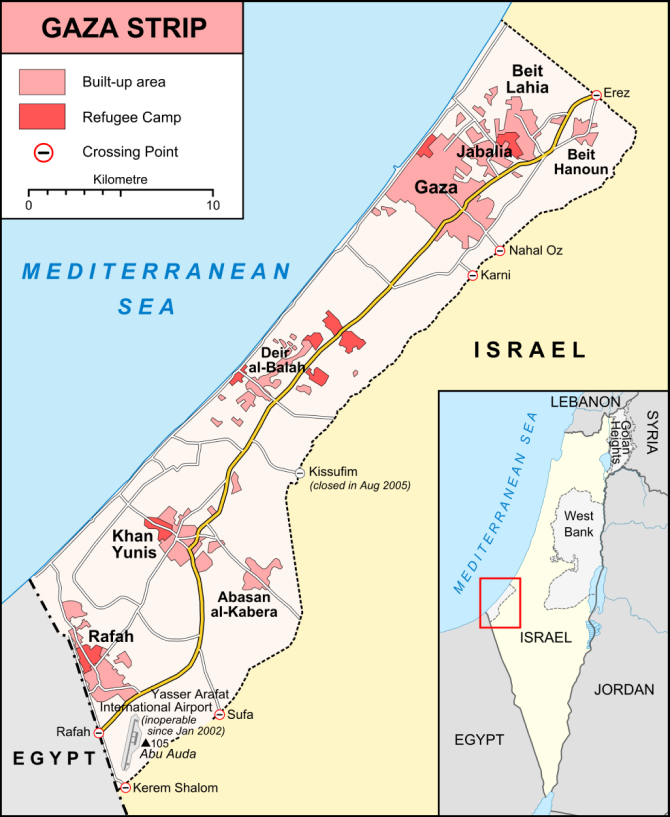 GAZA STRIP
Built-up area
Refugee Camp
Crossing Point
Kilometre
0
10
MEDITERRANEAN
SEA
Beit
Lahia
Erez
Jabalia
Beit
Hanoun
Gaza
Nahal Oz
Karni
ISRAEL
Deir
al-Balah
Kissufim
(closed in Aug 2005)
Khan
Yunis
Abasan
al-Kabera
Rafah
Yasser Arafat
International Airport
(inoperable
since Jan 2002)
Sufa
Rafah
105
Abu Auda
EGYPT
Kerem Shalom
LEBANON
Golan
Heights
SYRIA
MEDITERRANEAN SEA
West
Bank
ISRAEL
JORDAN
EGYPT